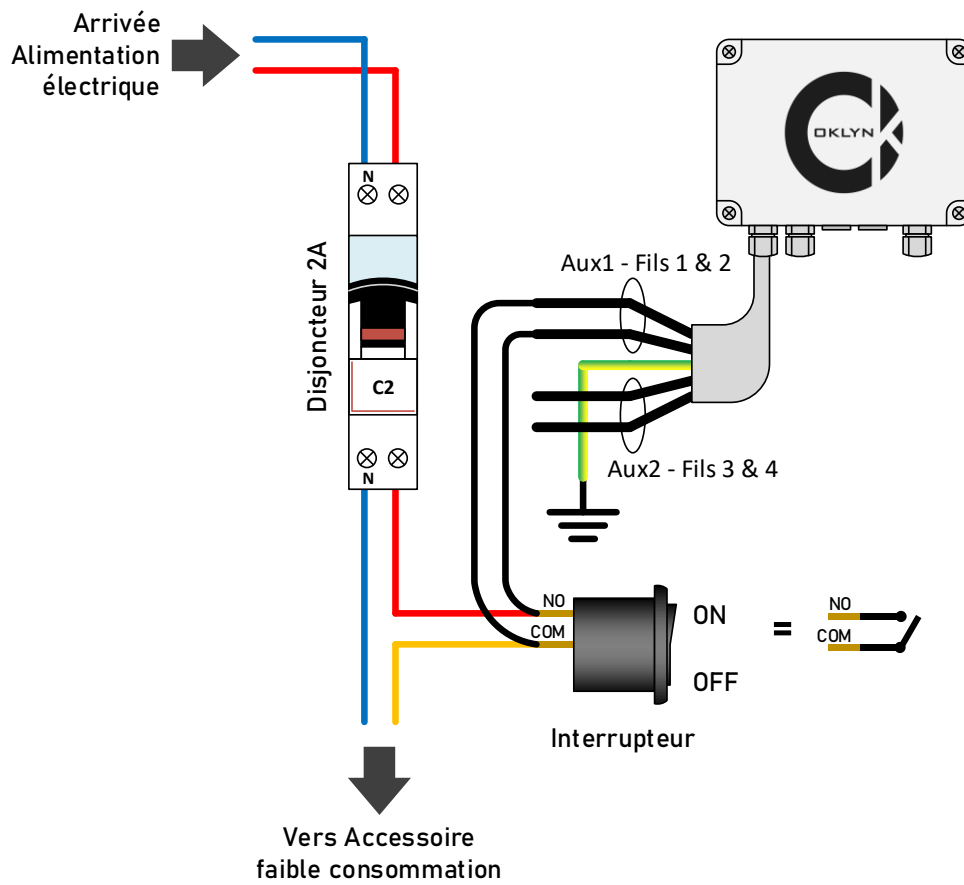 Arrivée
Alimentation
électrique
OKLYN
N
Disjoncteur 2A
Aux1 - Fils 1 & 2
C2
Aux2 - Fils 3 & 4
N
NO
COM
ON
OFF
=
NO
COM
Interrupteur
Vers Accessoire
faible consommation